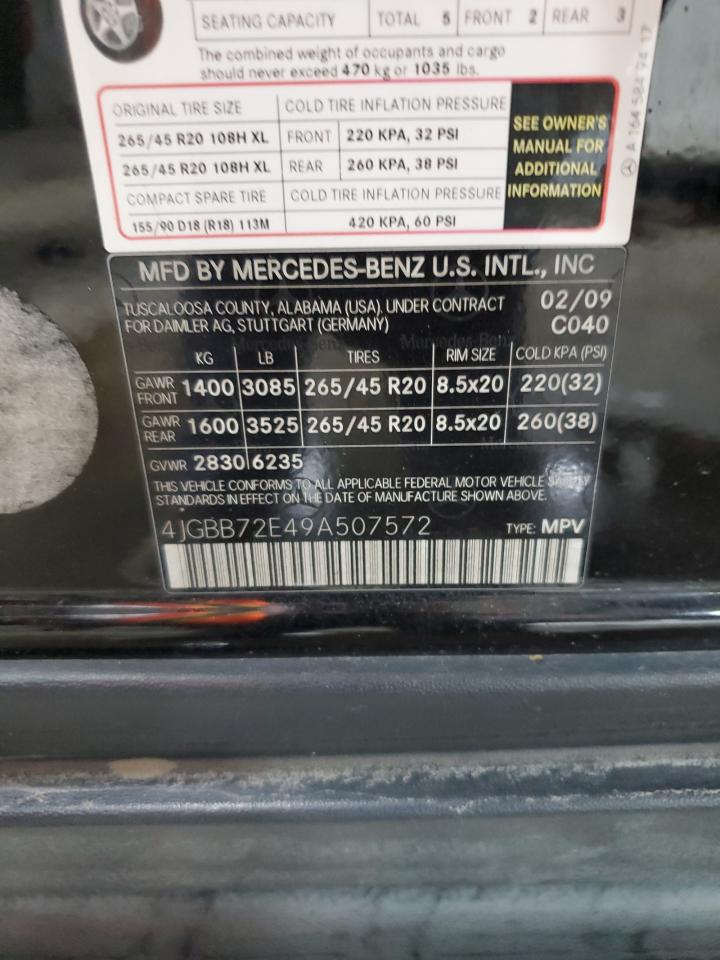 SEATING CAPACITY TOTAL 5 FRONT 2 REAR 3
The combined weight of occupants and cargo
should never exceed 470 kg or 1035 lbs.
ORIGINAL TIRE SIZE COLD TIRE INFLATION PRESSURE
265/45 R20 108H XL FRONT 220 KPA, 32 PSI
265/45 R20 108H XL REAR 260 KPA, 38 PSI
COMPACT SPARE TIRE COLD TIRE INFLATION PRESSURE
155/90 D18 (R18) 113M 420 KPA, 60 PSI
SEE OWNER'S
MANUAL FOR
ADDITIONAL
INFORMATION
A 164 584 94 17
MFD BY MERCEDES-BENZ U.S. INTL., INC
TUSCALOOSA COUNTY, ALABAMA (USA), UNDER CONTRACT 02/09
FOR DAIMLER AG, STUTTGART (GERMANY) C040
KG LB TIRES RIM SIZE COLD KPA (PSI)
GAWR FRONT 1400 3085 265/45 R20 8.5x20 220(32)
GAWR REAR 1600 3525 265/45 R20 8.5x20 260(38)
GVWR 2830 6235
THIS VEHICLE CONFORMS TO ALL APPLICABLE FEDERAL MOTOR VEHICLE SAFETY
STANDARDS IN EFFECT ON THE DATE OF MANUFACTURE SHOWN ABOVE.
4JGBB72E49A507572 TYPE: MPV